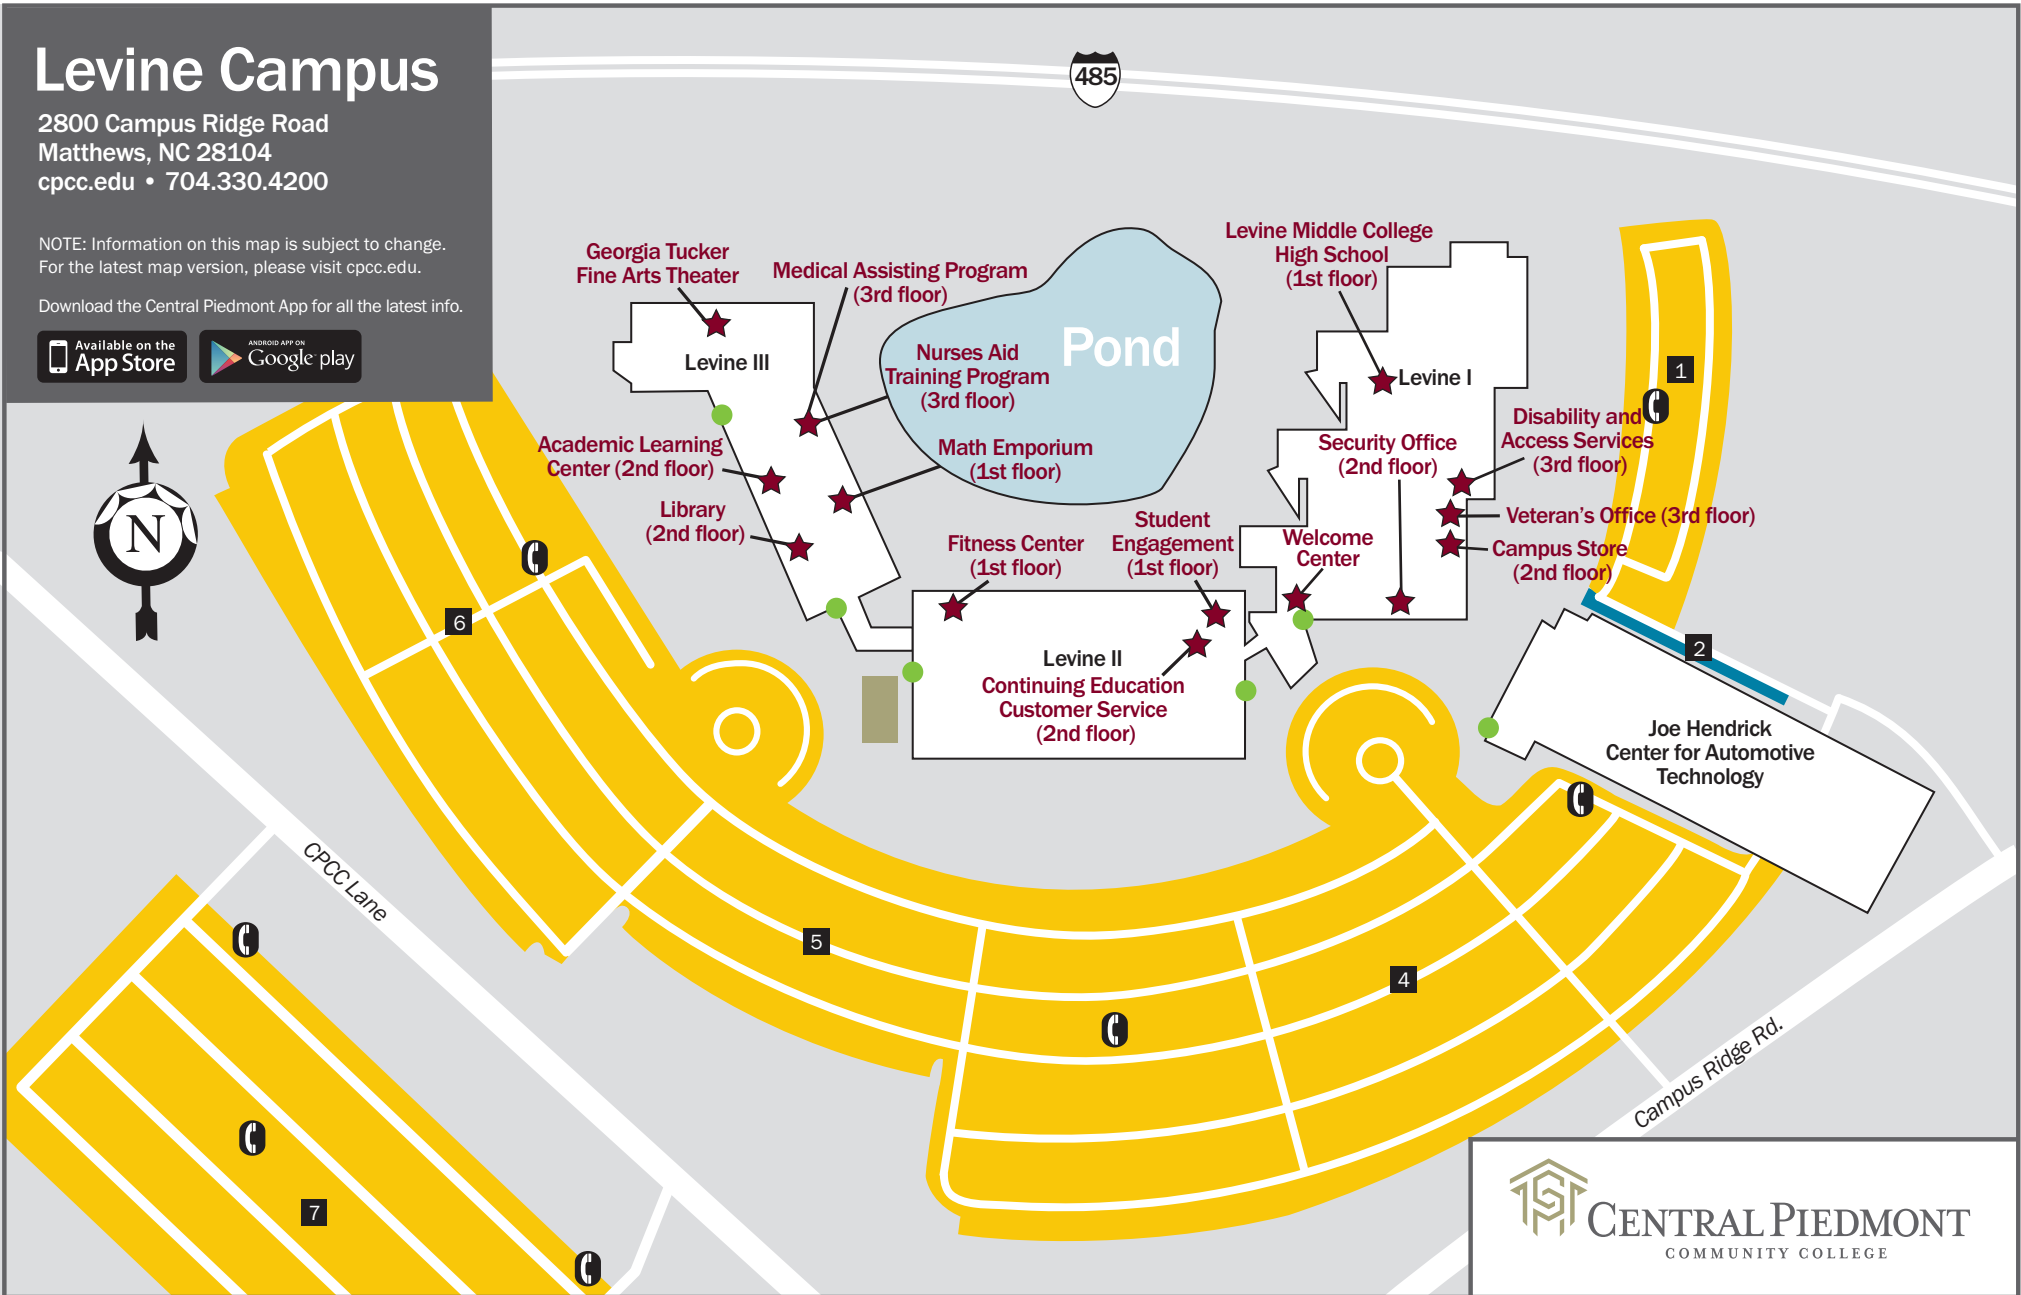 Levine Campus
2800 Campus Ridge Road
Matthews, NC 28104
cpcc.edu • 704.330.4200
NOTE: Information on this map is subject to change.
For the latest map version, please visit cpcc.edu.
Download the Central Piedmont App for all the latest info.
Available on the
App Store
ANDROID APP ON
Google play
485
N
Georgia Tucker
Fine Arts Theater
Medical Assisting Program
(3rd floor)
Levine III
Nurses Aid
Training Program
(3rd floor)
Pond
Academic Learning
Center (2nd floor)
Math Emporium
(1st floor)
Library
(2nd floor)
Levine Middle College
High School
(1st floor)
Levine I
Security Office
(2nd floor)
Disability and
Access Services
(3rd floor)
Veteran's Office (3rd floor)
Campus Store
(2nd floor)
Welcome
Center
Student
Engagement
(1st floor)
Fitness Center
(1st floor)
Levine II
Continuing Education
Customer Service
(2nd floor)
Joe Hendrick
Center for Automotive
Technology
1
2
4
5
6
7
CPCC Lane
Campus Ridge Rd.
CENTRAL PIEDMONT
COMMUNITY COLLEGE